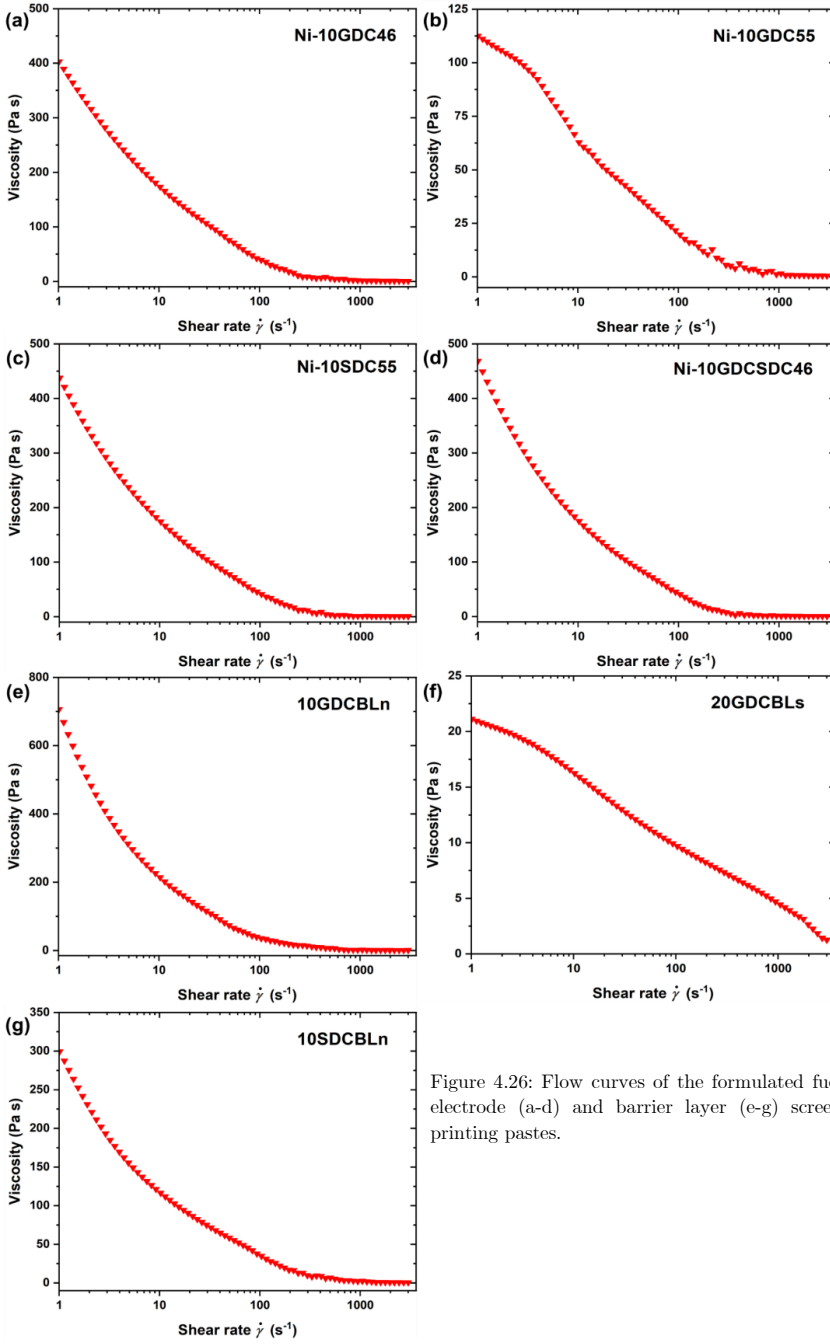 (a)
Ni-10GDC46
500
400
300
200
100
0
Viscosity (Pa s)
1
10
100
1000
Shear rate γ̇ (s⁻¹)
(b)
Ni-10GDC55
125
100
75
50
25
0
Viscosity (Pa s)
1
10
100
1000
Shear rate γ̇ (s⁻¹)
(c)
Ni-10SDC55
500
400
300
200
100
0
Viscosity (Pa s)
1
10
100
1000
Shear rate γ̇ (s⁻¹)
(d)
Ni-10GDCSDC46
500
400
300
200
100
0
Viscosity (Pa s)
1
10
100
1000
Shear rate γ̇ (s⁻¹)
(e)
10GDCBLn
800
600
400
200
0
Viscosity (Pa s)
1
10
100
1000
Shear rate γ̇ (s⁻¹)
(f)
20GDCBLs
25
20
15
10
5
0
Viscosity (Pa s)
1
10
100
1000
Shear rate γ̇ (s⁻¹)
(g)
10SDCBLn
350
300
250
200
150
100
50
0
Viscosity (Pa s)
1
10
100
1000
Shear rate γ̇ (s⁻¹)
Figure 4.26: Flow curves of the formulated
electrode (a-d) and barrier layer (e-g)
printing pastes.